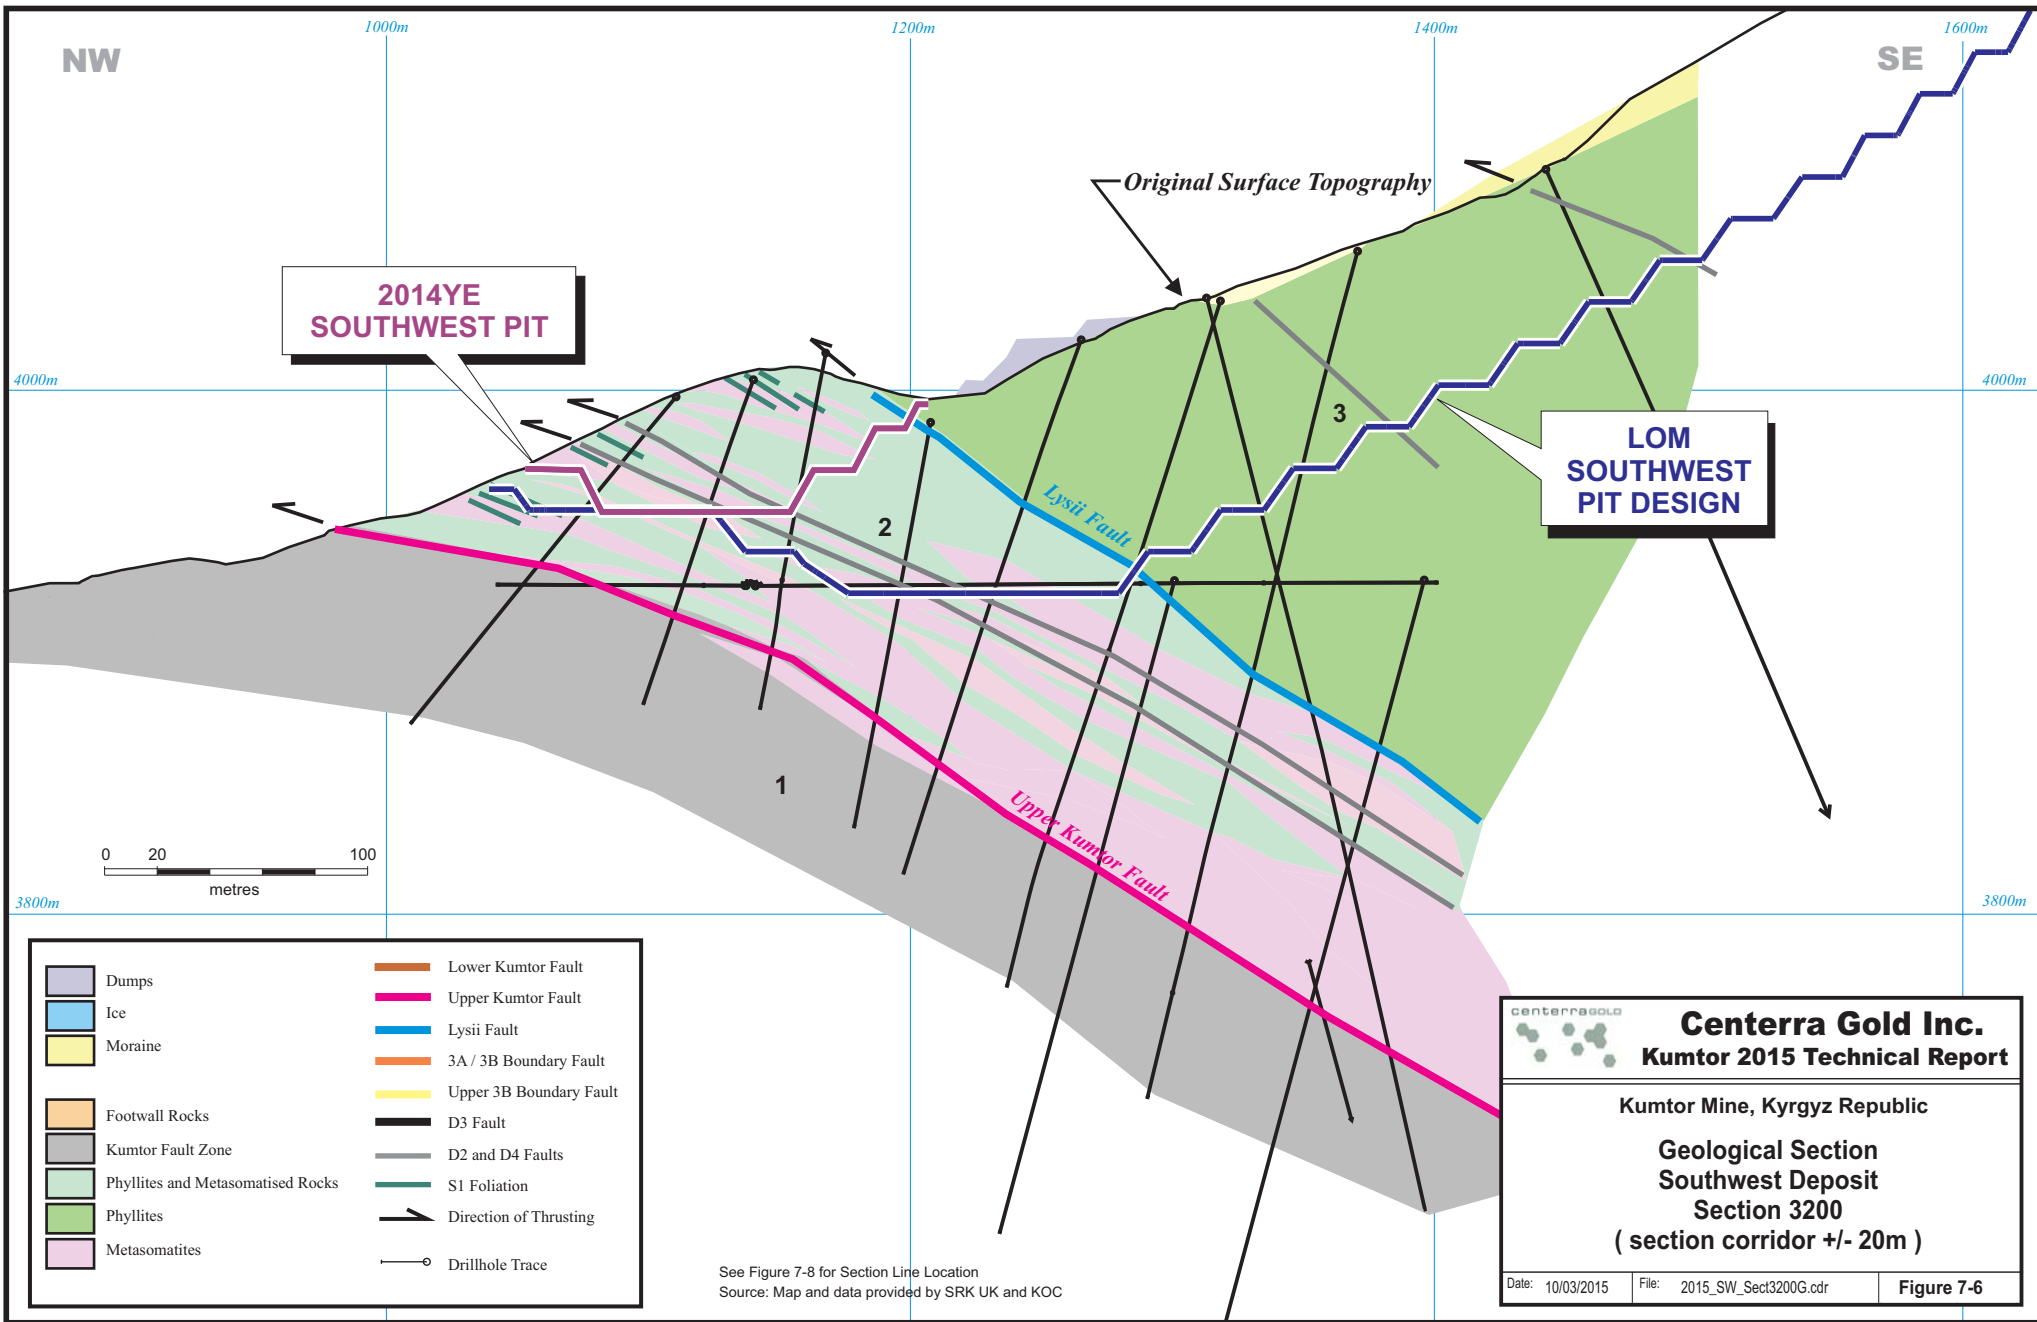 1000m
1200m
1400m
1600m
NW
SE
Original Surface Topography
2014YE
SOUTHWEST PIT
4000m
4000m
3
LOM
SOUTHWEST
PIT DESIGN
Lysii Fault
2
1
Upper Kumtor Fault
0 20 100
metres
3800m
3800m
Dumps
Ice
Moraine
Footwall Rocks
Kumtor Fault Zone
Phyllites and Metasomatised Rocks
Phyllites
Metasomatites
Lower Kumtor Fault
Upper Kumtor Fault
Lysii Fault
3A / 3B Boundary Fault
Upper 3B Boundary Fault
D3 Fault
D2 and D4 Faults
S1 Foliation
Direction of Thrusting
Drillhole Trace
See Figure 7-8 for Section Line Location
Source: Map and data provided by SRK UK and KOC
centerraGOLD
Centerra Gold Inc.
Kumtor 2015 Technical Report
Kumtor Mine, Kyrgyz Republic
Geological Section
Southwest Deposit
Section 3200
( section corridor +/- 20m )
Date: 10/03/2015 File: 2015_SW_Sect3200G.cdr Figure 7-6